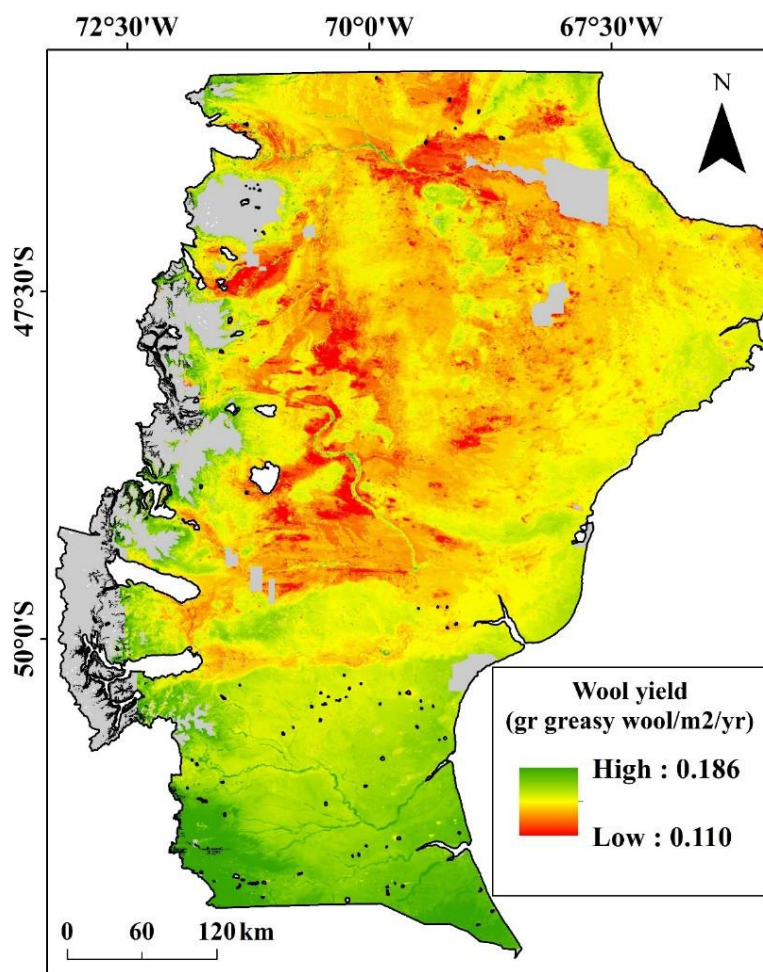 72°30'W 70°0'W 67°30'W
N
47°30'S
50°0'S
Wool yield
(gr greasy wool/m2/yr)
High : 0.186
Low : 0.110
0 60 120 km